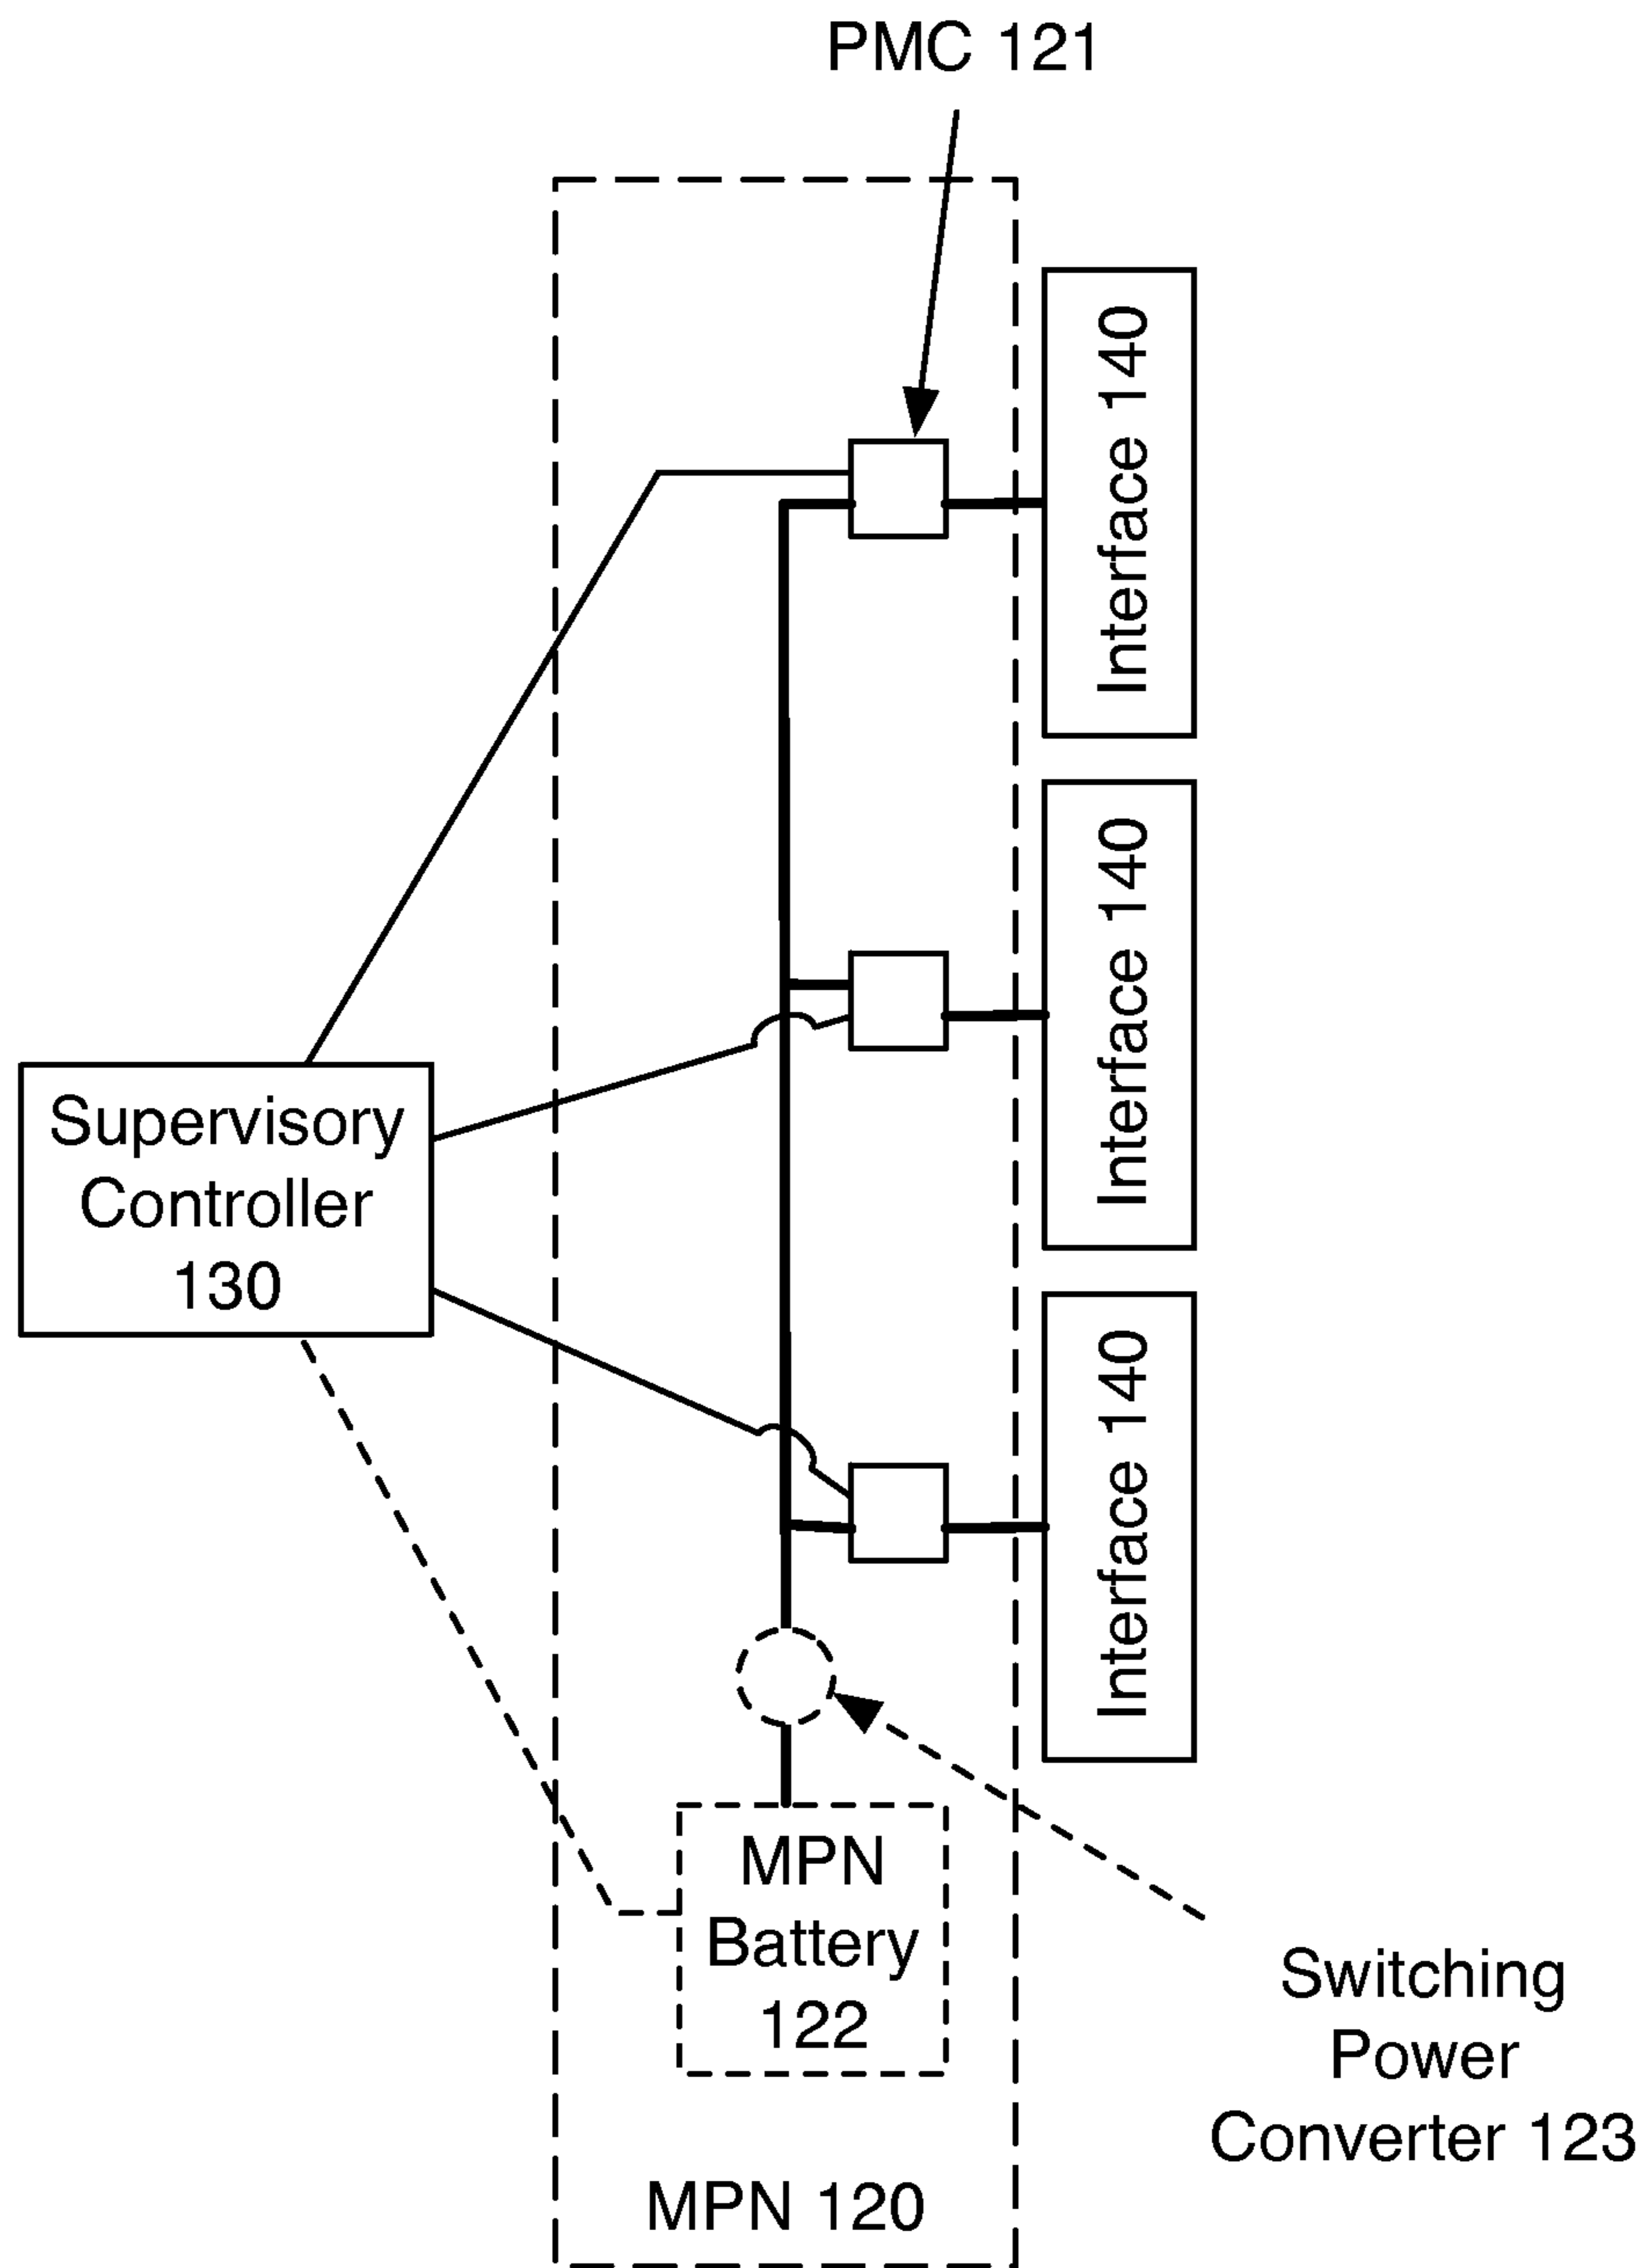 PMC 121
Interface 140
Interface 140
Supervisory
Controller
130
Interface 140
MPN
Battery
122
Switching
Power
Converter 123
MPN 120